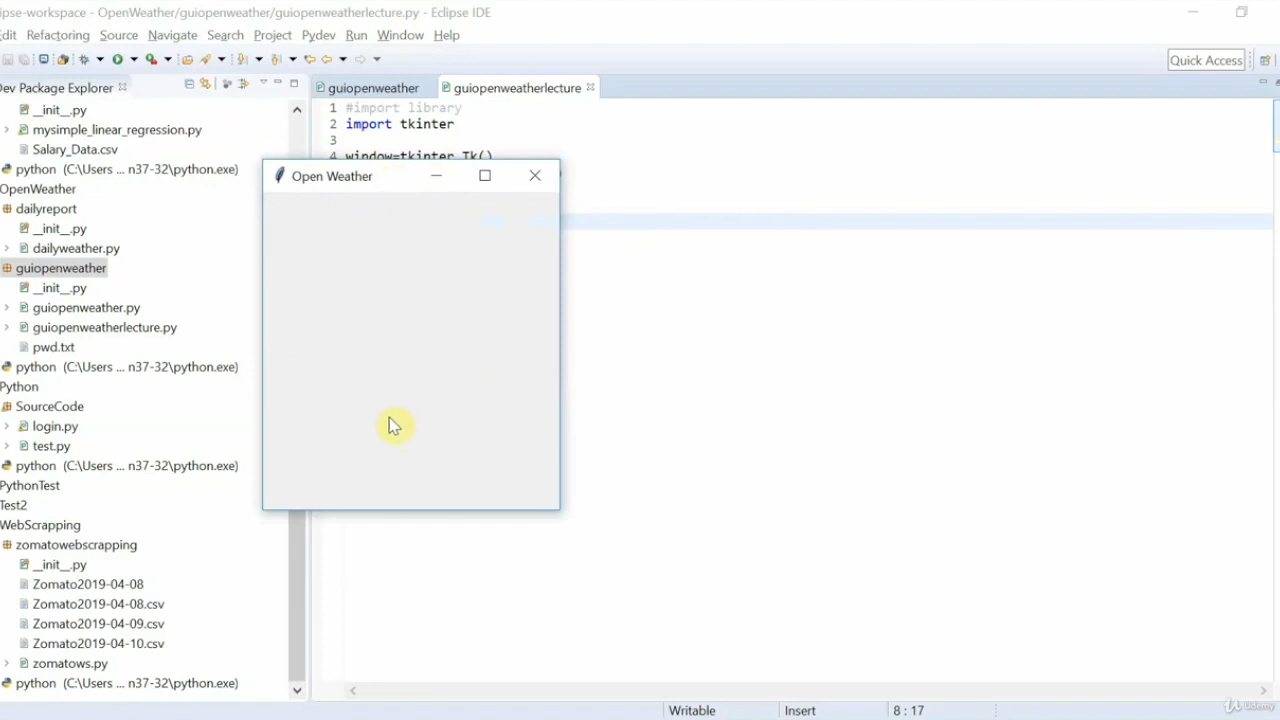 ipse-workspace - OpenWeather/guiopenweather/guiopenweatherlecture.py - Eclipse IDE
dit Refactoring Source Navigate Search Project Pydev Run Window Help
Quick Access
Dev Package Explorer
guiopenweather
guiopenweatherlecture
__init__.py
mysimple_linear_regression.py
Salary_Data.csv
python (C:\Users ... n37-32\python.exe)
OpenWeather
dailyreport
__init__.py
dailyweather.py
guiopenweather
__init__.py
guiopenweather.py
guiopenweatherlecture.py
pwd.txt
python (C:\Users ... n37-32\python.exe)
Python
SourceCode
login.py
test.py
python (C:\Users ... n37-32\python.exe)
PythonTest
Test2
WebScrapping
zomatowebscrapping
__init__.py
Zomato2019-04-08
Zomato2019-04-08.csv
Zomato2019-04-09.csv
Zomato2019-04-10.csv
zomatows.py
python (C:\Users ... n37-32\python.exe)
1 #import library
2 import tkinter
3
4 window=tkinter.Tk()
Open Weather
Writable
Insert
8 : 17
Udemy